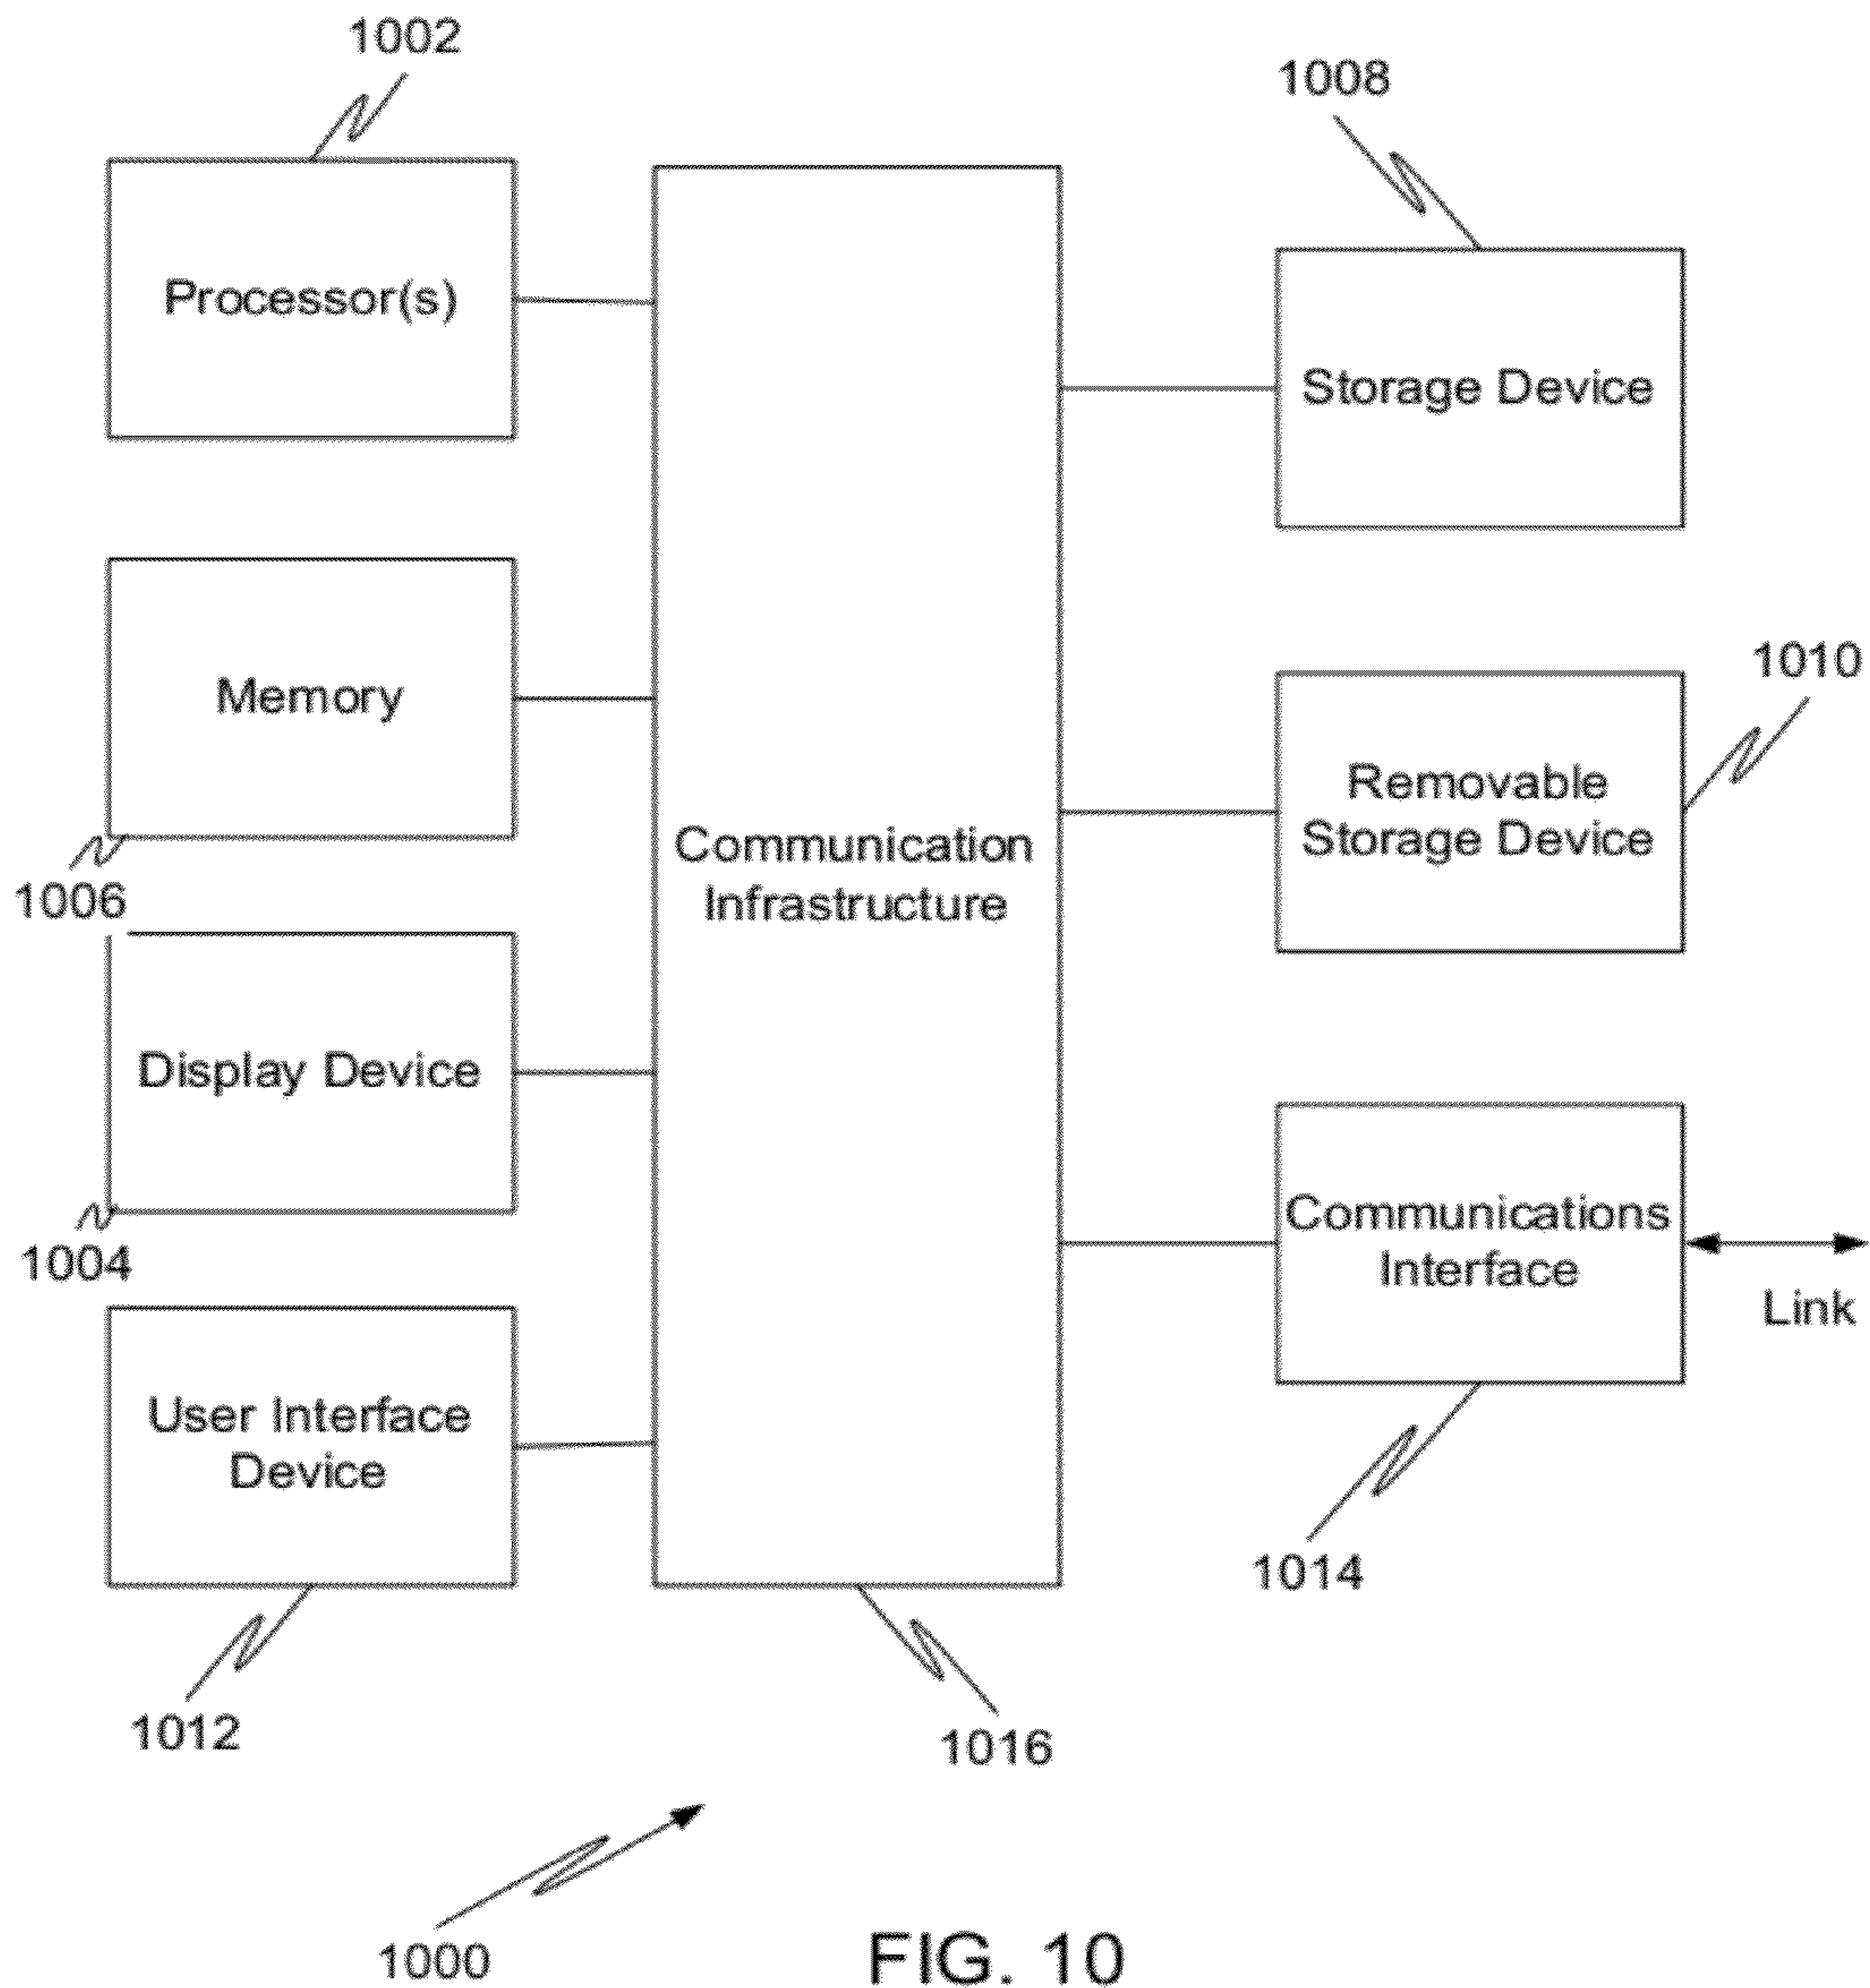 1002
1008
Processor(s)
Storage Device
Memory
1006
1010
Removable
Storage Device
Communication
Infrastructure
Display Device
1004
Communications
Interface
Link
User Interface
Device
1014
1012
1016
1000
FIG. 10